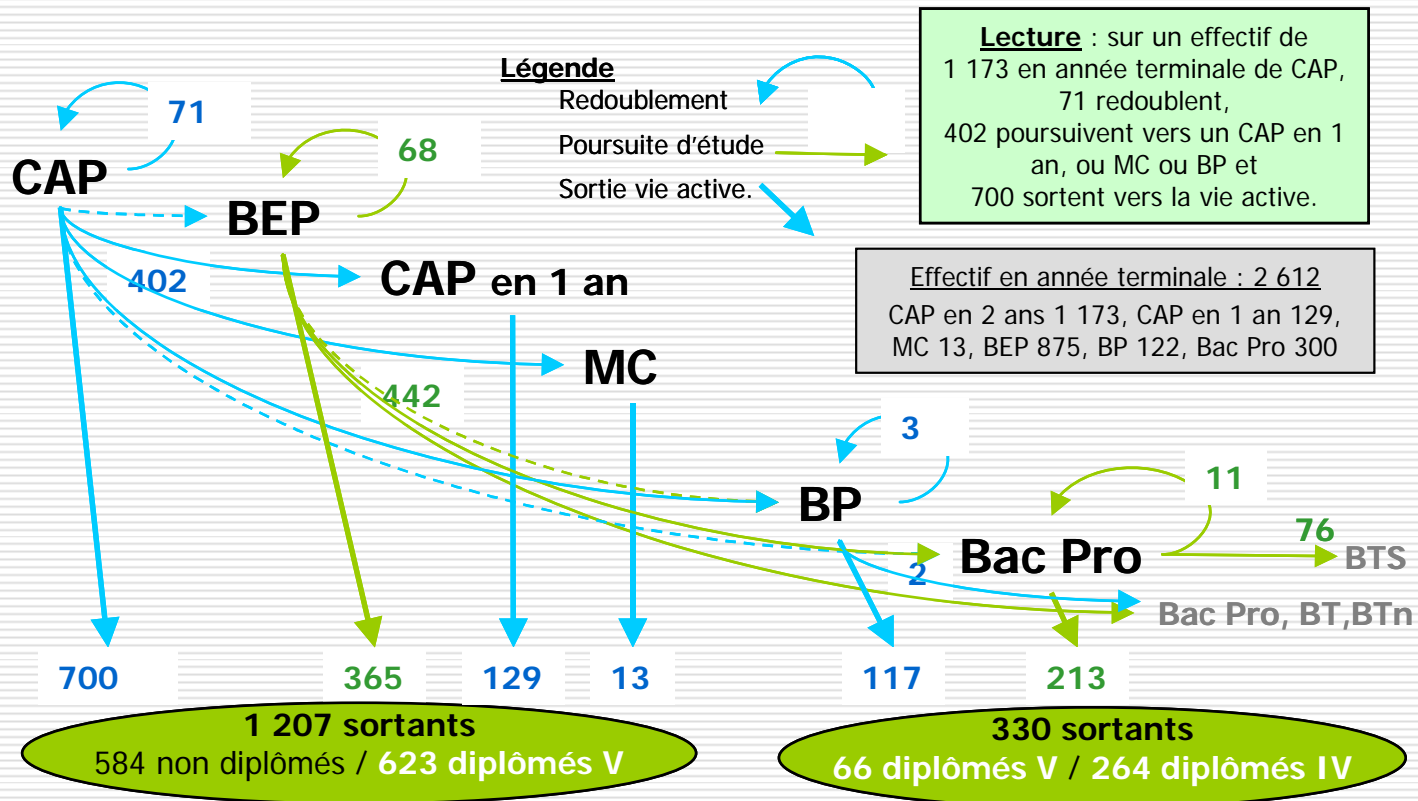 Légende
Redoublement
Poursuite d'étude
Sortie vie active.
Lecture : sur un effectif de
1 173 en année terminale de CAP,
71 redoublent,
402 poursuivent vers un CAP en 1
an, ou MC ou BP et
700 sortent vers la vie active.
Effectif en année terminale : 2 612
CAP en 2 ans 1 173, CAP en 1 an 129,
MC 13, BEP 875, BP 122, Bac Pro 300
71
CAP
68
BEP
402
CAP en 1 an
MC
442
3
BP
11
76
Bac Pro
BTS
2
Bac Pro, BT,BTn
700
365
129
13
117
213
1 207 sortants
584 non diplômés / 623 diplômés V
330 sortants
66 diplômés V / 264 diplômés IV